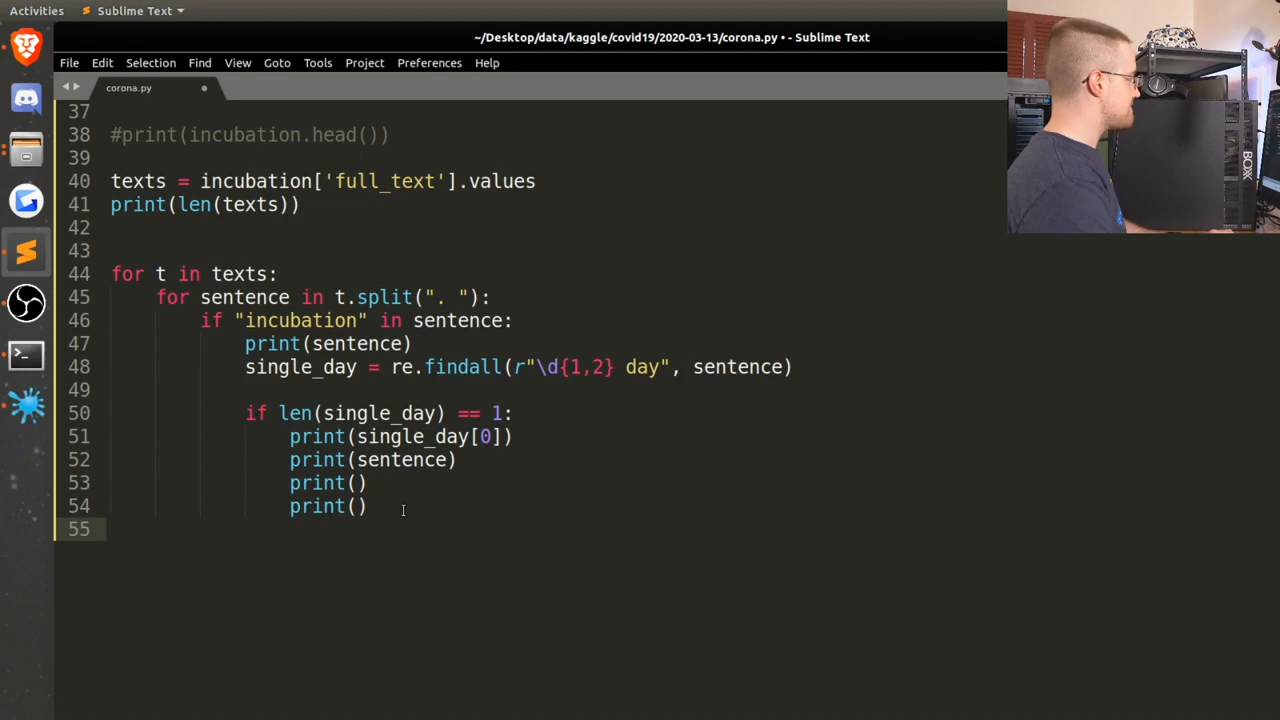 Activities
Sublime Text
~/Desktop/data/kaggle/covid19/2020-03-13/corona.py • - Sublime Text
File Edit Selection Find View Goto Tools Project Preferences Help
corona.py
37
38 #print(incubation.head())
39
40 texts = incubation['full_text'].values
41 print(len(texts))
42
43
44 for t in texts:
45 for sentence in t.split(". "):
46 if "incubation" in sentence:
47 print(sentence)
48 single_day = re.findall(r"\d{1,2} day", sentence)
49
50 if len(single_day) == 1:
51 print(single_day[0])
52 print(sentence)
53 print()
54 print()
55
BOXX